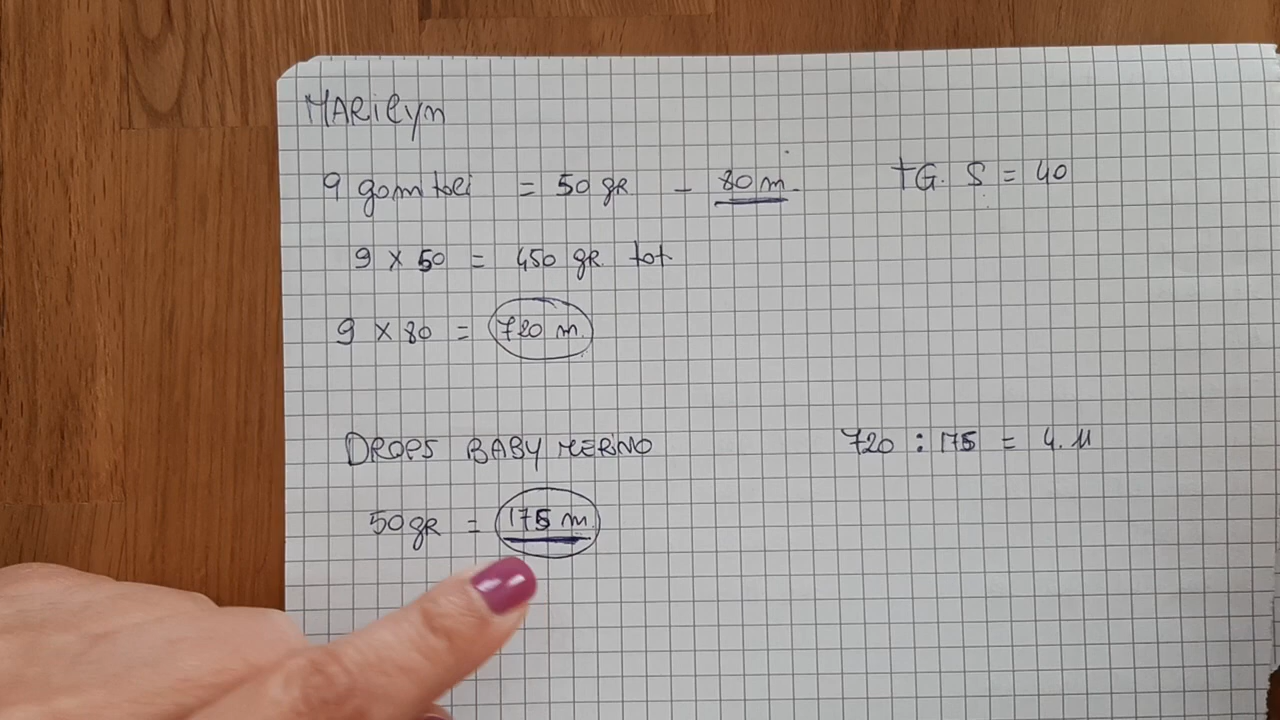 MARilyn
9 gomitoli = 50 gr - 80 m. tG. S = 40
9 x 50 = 450 gr tot
9 x 80 = 720 m.
DROPS BABY MERINO 720 : 175 = 4.11
50 gr = 175 m.